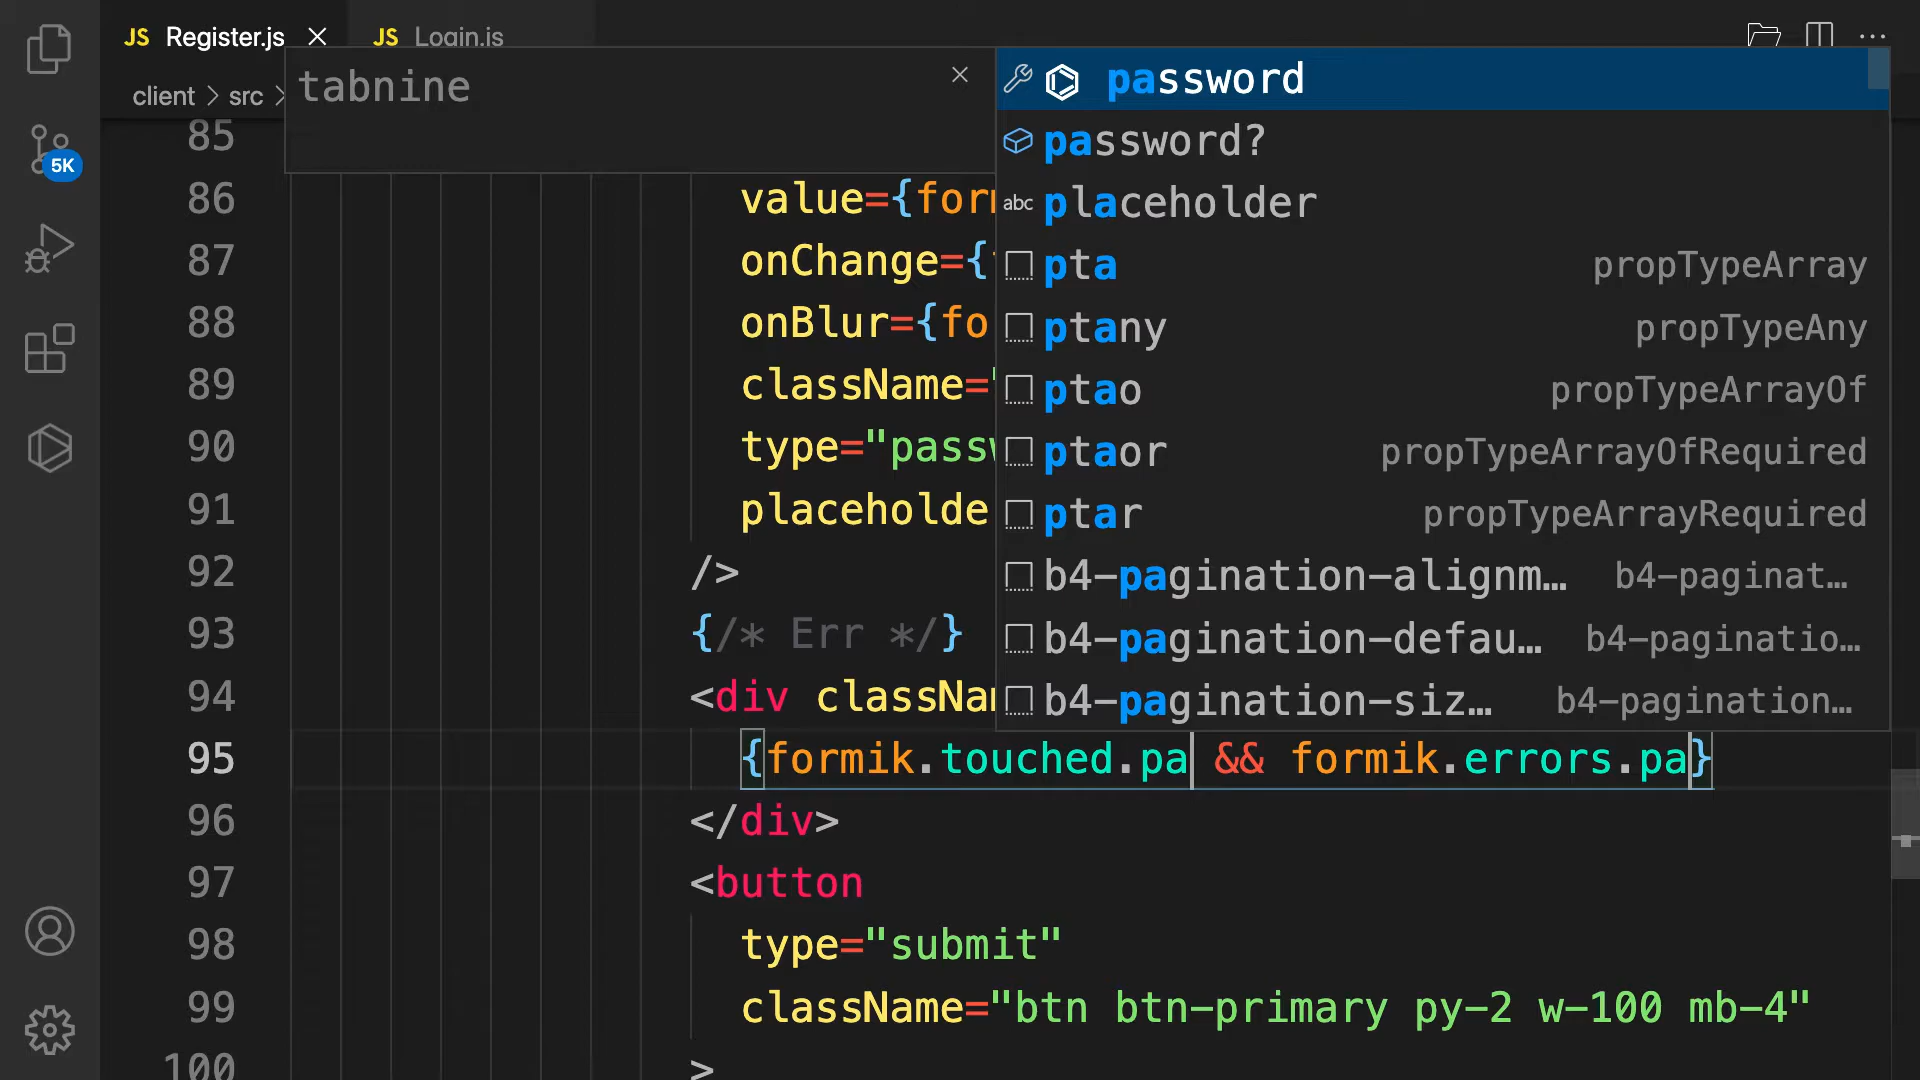 JS Register.js
JS Login.js
client > src >
5K
tabnine
password
password?
abc placeholder
pta propTypeArray
ptany propTypeAny
ptao propTypeArrayOf
ptaor propTypeArrayOfRequired
ptar propTypeArrayRequired
b4-pagination-alignm… b4-paginat…
b4-pagination-defau… b4-paginatio…
b4-pagination-siz… b4-pagination…
85
86 value={for
87 onChange={
88 onBlur={fo
89 className="
90 type="passw
91 placeholde
92 />
93 {/* Err */}
94 <div classNa
95 {formik.touched.pa && formik.errors.pa}
96 </div>
97 <button
98 type="submit"
99 className="btn btn-primary py-2 w-100 mb-4"
100 >